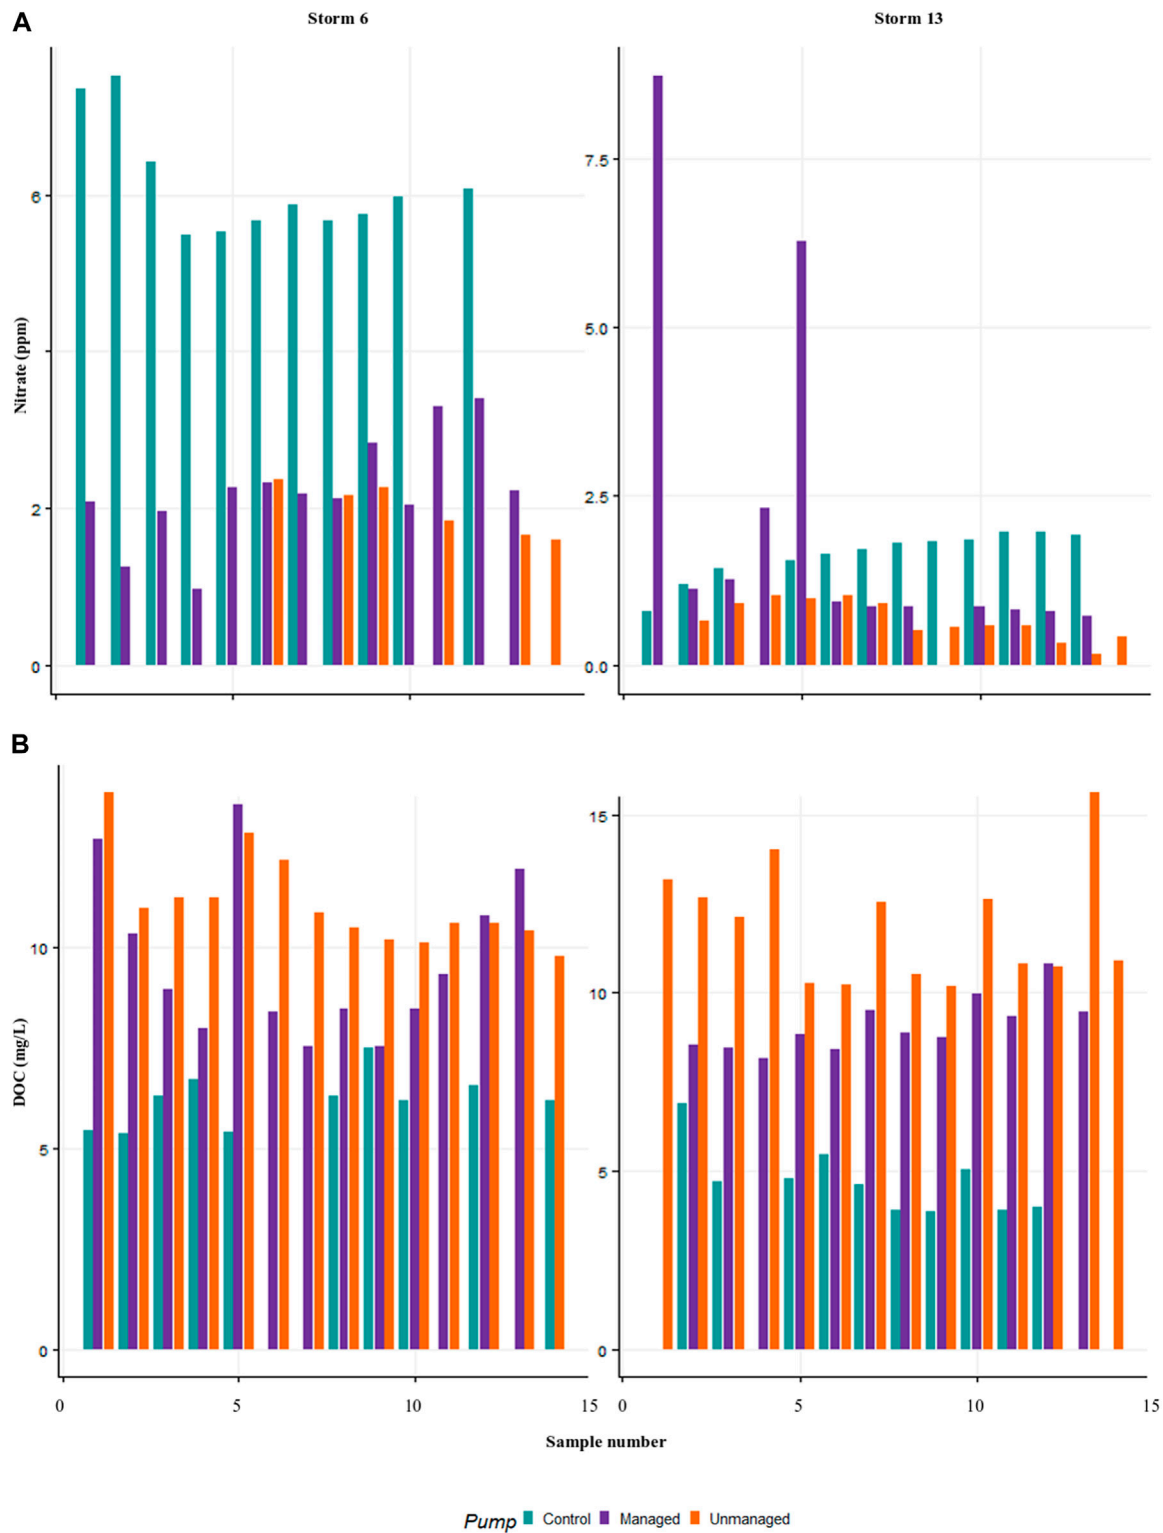 A
Storm 6
Storm 13
Nitrate (ppm)
6
2
0
7.5
5.0
2.5
0.0
B
DOC (mg/L)
10
5
0
15
10
5
0
0 5 10 15 0 5 10 15
Sample number
Pump Control Managed Unmanaged